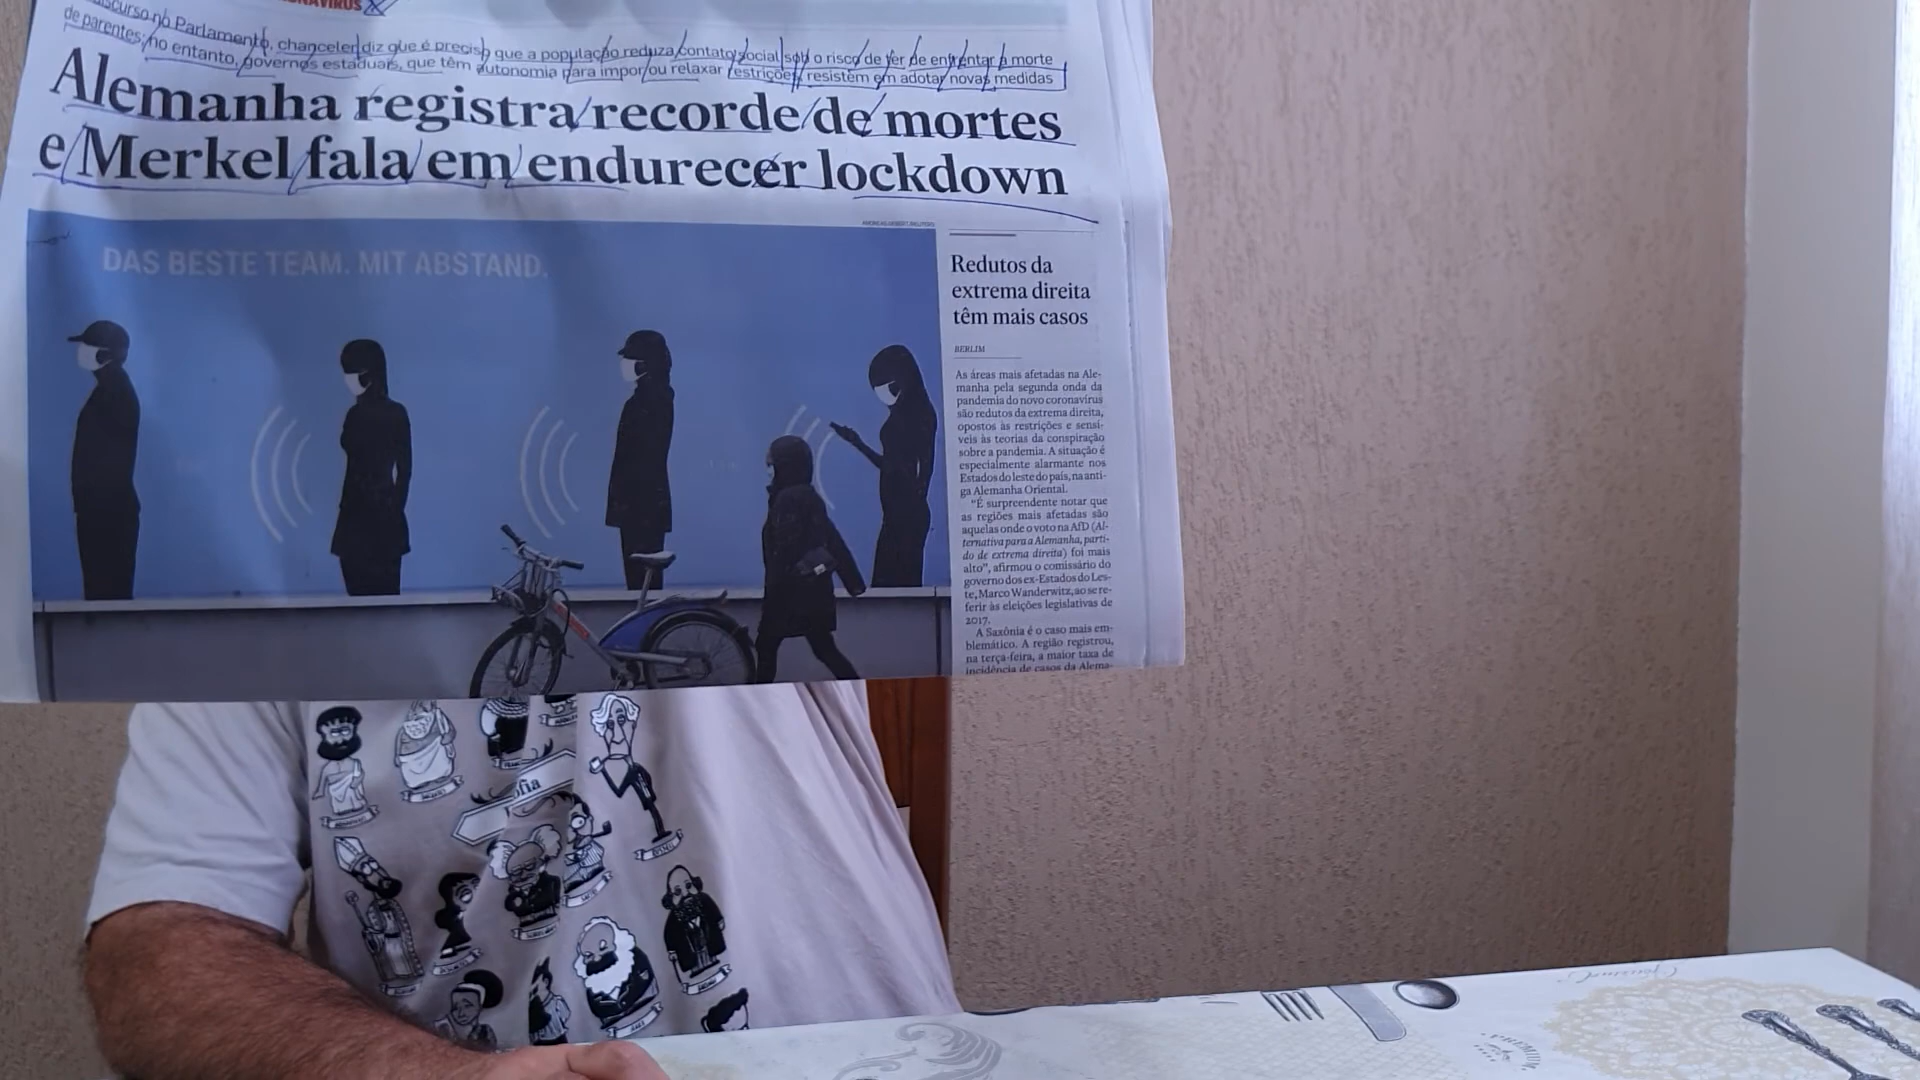 discurso no Parlamento, chanceler diz que é preciso que a população reduza contato social sob o risco de ter de enfrentar a morte
de parentes; no entanto, governos estaduais, que têm autonomia para impor ou relaxar restrições, resistem em adotar novas medidas
Alemanha registra recorde de mortes
e Merkel fala em endurecer lockdown
DAS BESTE TEAM. MIT ABSTAND.
Redutos da
extrema direita
têm mais casos
BERLIM
As áreas mais afetadas na Ale-
manha pela segunda onda da
pandemia do novo coronavírus
são redutos da extrema direita,
opostos às restrições e sensí-
veis às teorias da conspiração
sobre a pandemia. A situação é
especialmente alarmante nos
Estados do leste do país, na anti-
ga Alemanha Oriental.
"É surpreendente notar que
as regiões mais afetadas são
aquelas onde o voto na AfD (Al-
ternativa para a Alemanha, parti-
do de extrema direita) foi mais
alto", afirmou o comissário do
governo dos ex-Estados do Les-
te, Marco Wanderwitz, ao se re-
ferir às eleições legislativas de
2017.
A Saxônia é o caso mais em-
blemático. A região registrou,
na terça-feira, a maior taxa de
incidência de casos da Alema-
ofia